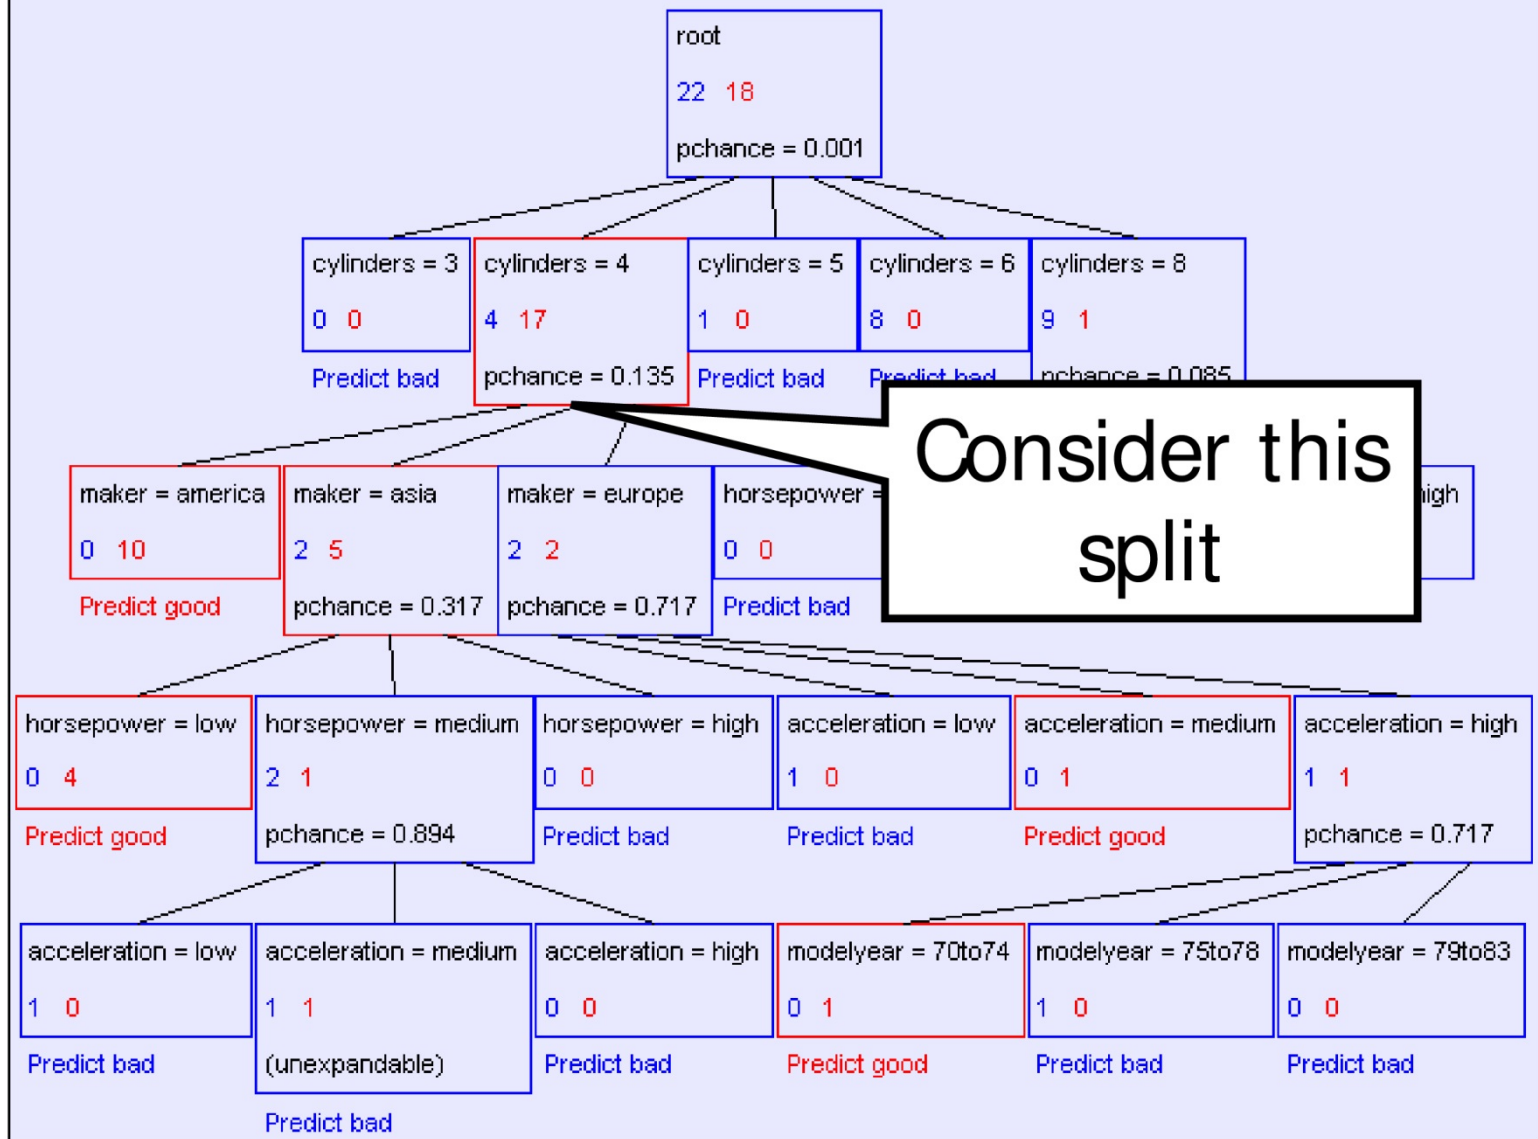 root
22 18
pchance = 0.001
cylinders = 3 cylinders = 4 cylinders = 5 cylinders = 6 cylinders = 8
0 0 4 17 1 0 8 0 9 1
Predict bad pchance = 0.135 Predict bad Predict bad pchance = 0.085
Consider this
split
maker = america maker = asia maker = europe horsepower = high
0 10 2 5 2 2 0 0
Predict good pchance = 0.317 pchance = 0.717 Predict bad
horsepower = low horsepower = medium horsepower = high acceleration = low acceleration = medium acceleration = high
0 4 2 1 0 0 1 0 0 1 1 1
Predict good pchance = 0.894 Predict bad Predict bad Predict good pchance = 0.717
acceleration = low acceleration = medium acceleration = high modelyear = 70to74 modelyear = 75to78 modelyear = 79to83
1 0 1 1 0 0 0 1 1 0 0 0
Predict bad (unexpandable) Predict bad Predict good Predict bad Predict bad
Predict bad